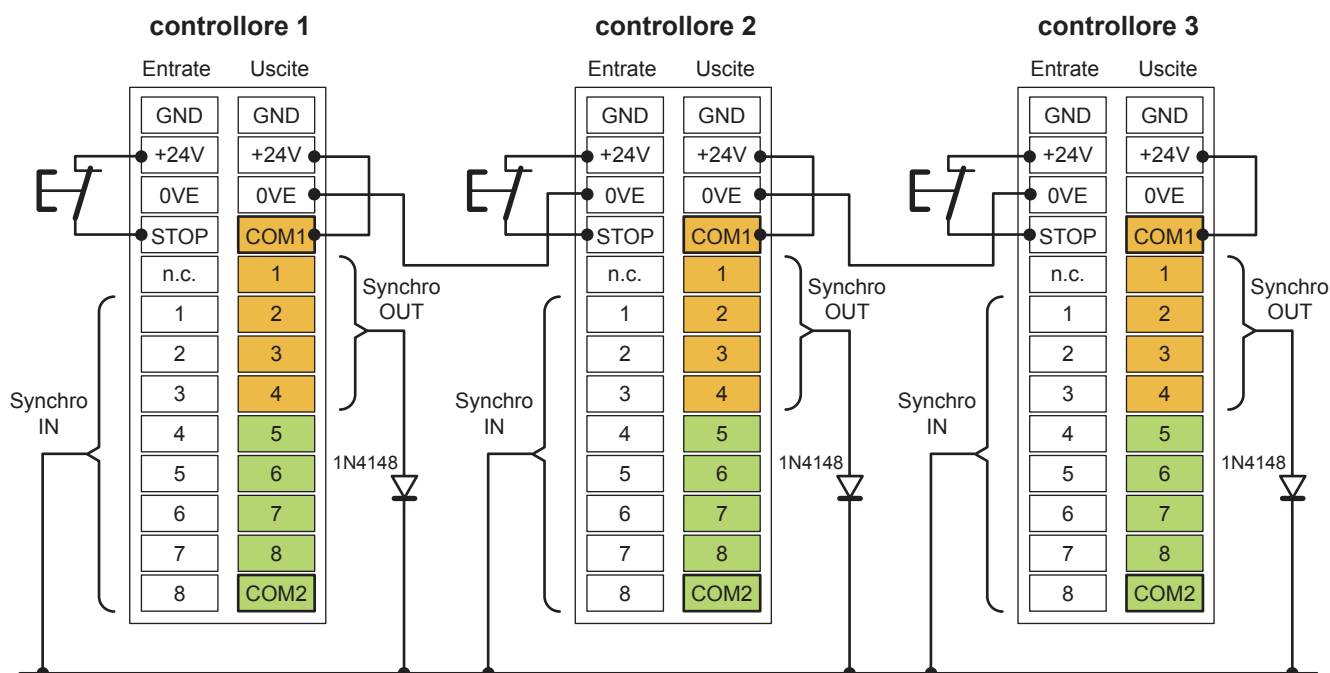 controllore 1
Entrate Uscite
GND GND
+24V +24V
0VE 0VE
STOP COM1
n.c. 1
1 2
2 3
3 4
4 5
5 6
6 7
7 8
8 COM2
Synchro
IN
Synchro
OUT
1N4148
controllore 2
Entrate Uscite
GND GND
+24V +24V
0VE 0VE
STOP COM1
n.c. 1
1 2
2 3
3 4
4 5
5 6
6 7
7 8
8 COM2
Synchro
IN
Synchro
OUT
1N4148
controllore 3
Entrate Uscite
GND GND
+24V +24V
0VE 0VE
STOP COM1
n.c. 1
1 2
2 3
3 4
4 5
5 6
6 7
7 8
8 COM2
Synchro
IN
Synchro
OUT
1N4148